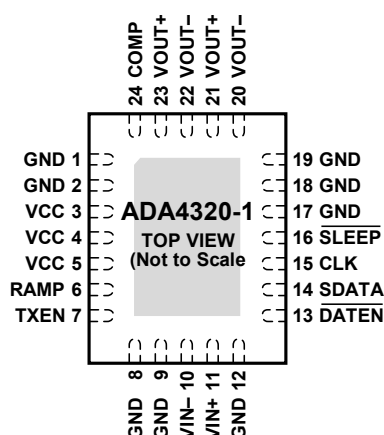 24 COMP
23 VOUT+
22 VOUT−
21 VOUT+
20 VOUT−
GND 1
GND 2
VCC 3
VCC 4
VCC 5
RAMP 6
TXEN 7
19 GND
18 GND
17 GND
16 SLEEP
15 CLK
14 SDATA
13 DATEN
ADA4320-1
TOP VIEW
(Not to Scale
GND 8
GND 9
VIN− 10
VIN+ 11
GND 12